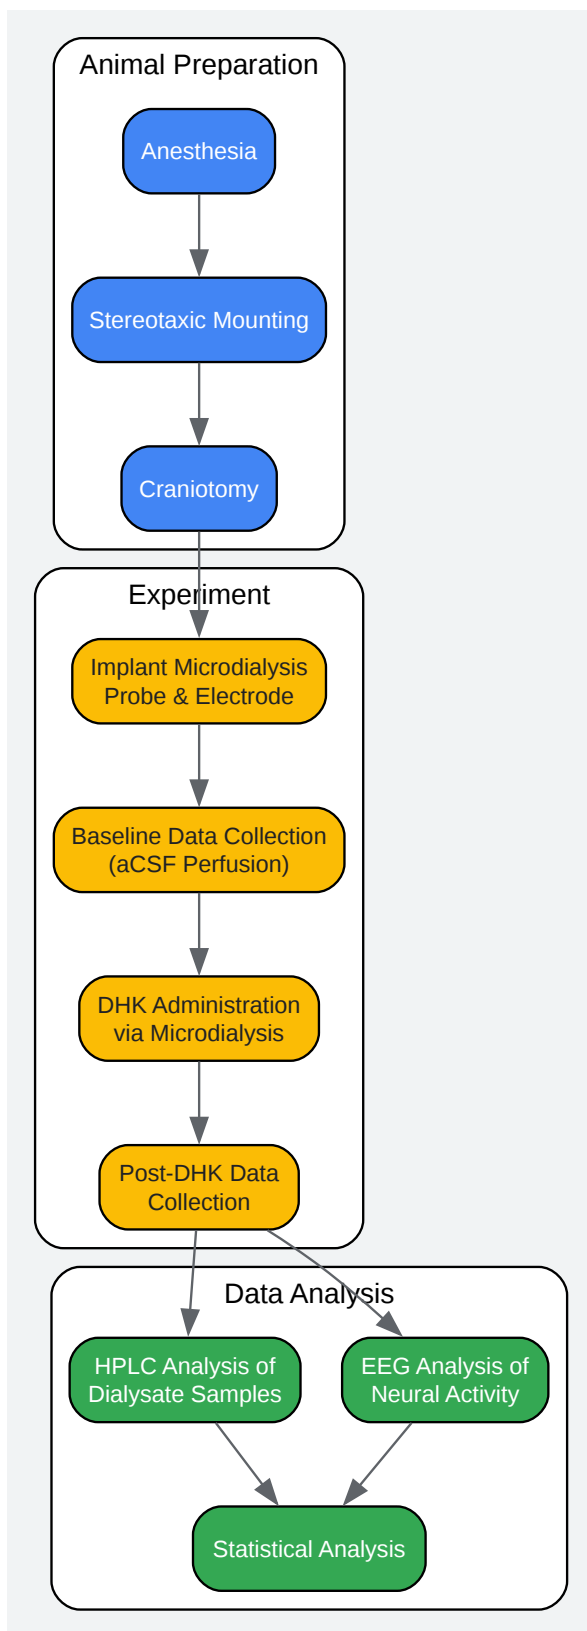 Animal Preparation
Anesthesia
Stereotaxic Mounting
Craniotomy
Experiment
Implant Microdialysis
Probe & Electrode
Baseline Data Collection
(aCSF Perfusion)
DHK Administration
via Microdialysis
Post-DHK Data
Collection
Data Analysis
HPLC Analysis of
Dialysate Samples
EEG Analysis of
Neural Activity
Statistical Analysis